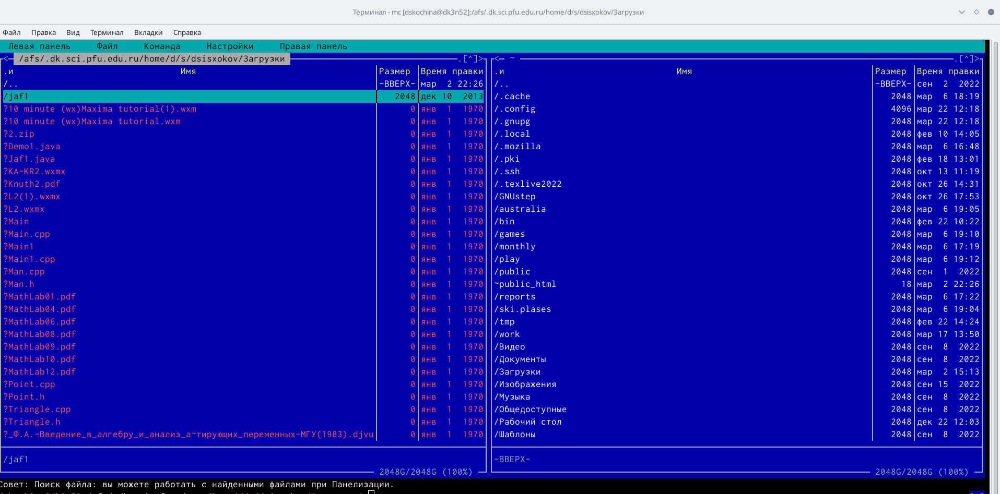 Терминал - mc [dskochina@dk3n52]:/afs/.dk.sci.pfu.edu.ru/home/d/s/dsisxokov/Загрузки
Файл Правка Вид Терминал Вкладки Справка
Левая панель Файл Команда Настройки Правая панель
<- /afs/.dk.sci.pfu.edu.ru/home/d/s/dsisxokov/Загрузки .[^]> <- ~ .[^]>
.и Имя Размер Время правки .и Имя Размер Время правки
/.. -ВВЕРХ- мар 2 22:26 /.. -ВВЕРХ- сен 2 2022
/jaf1 2048 дек 10 2013 /.cache 2048 мар 6 18:19
?10 minute (wx)Maxima tutorial(1).wxm 0 янв 1 1970 /.config 4096 мар 22 12:18
?10 minute (wx)Maxima tutorial.wxm 0 янв 1 1970 /.gnupg 2048 мар 22 12:18
?2.zip 0 янв 1 1970 /.local 2048 фев 10 14:05
?Demo1.java 0 янв 1 1970 /.mozilla 2048 мар 6 16:48
?Jaf1.java 0 янв 1 1970 /.pki 2048 фев 18 13:01
?KA-KR2.wxmx 0 янв 1 1970 /.ssh 2048 окт 13 11:19
?Knuth2.pdf 0 янв 1 1970 /.texlive2022 2048 окт 26 14:31
?L2(1).wxmx 0 янв 1 1970 /GNUstep 2048 окт 26 17:53
?L2.wxmx 0 янв 1 1970 /australia 2048 мар 6 19:05
?Main 0 янв 1 1970 /bin 2048 фев 22 10:22
?Main.cpp 0 янв 1 1970 /games 2048 мар 6 19:10
?Main1 0 янв 1 1970 /monthly 2048 мар 6 17:19
?Main1.cpp 0 янв 1 1970 /play 2048 мар 6 19:12
?Man.cpp 0 янв 1 1970 /public 2048 сен 1 2022
?Man.h 0 янв 1 1970 ~public_html 18 мар 2 22:26
?MathLab01.pdf 0 янв 1 1970 /reports 2048 мар 6 17:22
?MathLab04.pdf 0 янв 1 1970 /ski.plases 2048 мар 6 19:04
?MathLab06.pdf 0 янв 1 1970 /tmp 2048 фев 22 14:24
?MathLab08.pdf 0 янв 1 1970 /work 2048 мар 17 13:50
?MathLab09.pdf 0 янв 1 1970 /Видео 2048 сен 8 2022
?MathLab10.pdf 0 янв 1 1970 /Документы 2048 сен 8 2022
?MathLab12.pdf 0 янв 1 1970 /Загрузки 2048 мар 2 15:13
?Point.cpp 0 янв 1 1970 /Изображения 2048 сен 15 2022
?Point.h 0 янв 1 1970 /Музыка 2048 сен 8 2022
?Triangle.cpp 0 янв 1 1970 /Общедоступные 2048 сен 8 2022
?Triangle.h 0 янв 1 1970 /Рабочий стол 2048 дек 22 12:03
?_Ф.А.-Введение_в_алгебру_и_анализ_а~тирующих_переменных-МГУ(1983).djvu 0 янв 1 1970 /Шаблоны 2048 сен 8 2022
/jaf1 -ВВЕРХ-
2048G/2048G (100%) 2048G/2048G (100%)
Совет: Поиск файла: вы можете работать с найденными файлами при Панелизации.